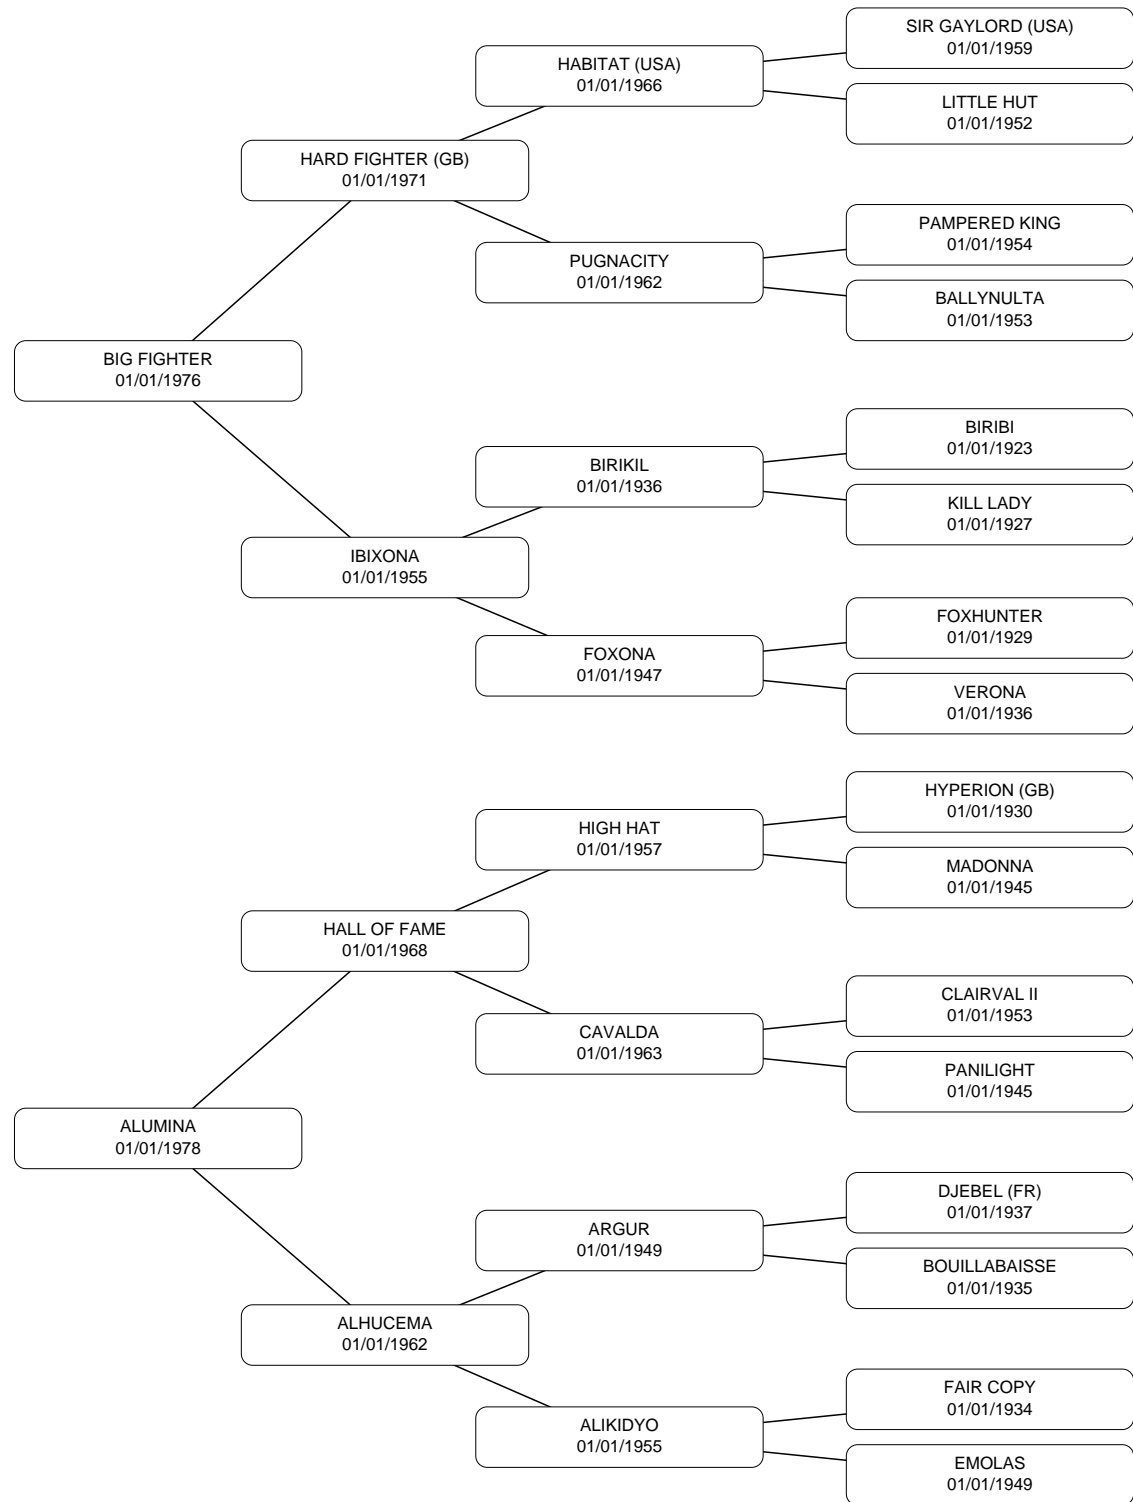 SIR GAYLORD (USA)
01/01/1959
HABITAT (USA)
01/01/1966
LITTLE HUT
01/01/1952
HARD FIGHTER (GB)
01/01/1971
PAMPERED KING
01/01/1954
PUGNACITY
01/01/1962
BALLYNULTA
01/01/1953
BIG FIGHTER
01/01/1976
BIRIBI
01/01/1923
BIRIKIL
01/01/1936
KILL LADY
01/01/1927
IBIXONA
01/01/1955
FOXHUNTER
01/01/1929
FOXONA
01/01/1947
VERONA
01/01/1936
HYPERION (GB)
01/01/1930
HIGH HAT
01/01/1957
MADONNA
01/01/1945
HALL OF FAME
01/01/1968
CLAIRVAL II
01/01/1953
CAVALDA
01/01/1963
PANILIGHT
01/01/1945
ALUMINA
01/01/1978
DJEBEL (FR)
01/01/1937
ARGUR
01/01/1949
BOUILLABAISSE
01/01/1935
ALHUCEMA
01/01/1962
FAIR COPY
01/01/1934
ALIKIDYO
01/01/1955
EMOLAS
01/01/1949